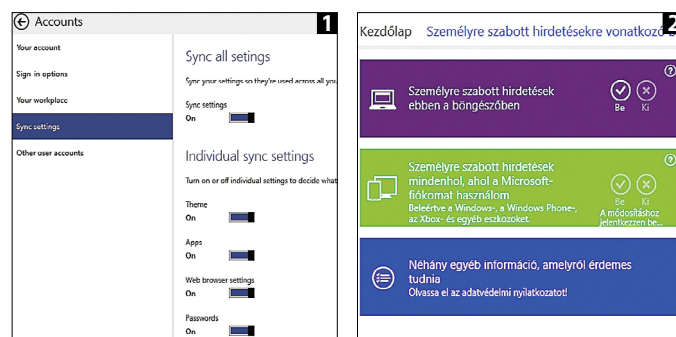 Accounts
1
Your account
Sign-in options
Your workplace
Sync settings
Other user accounts
Sync all setings
Sync your settings so they're used across all you
Sync settings
On
Individual sync settings
Turn on or off individual settings to decide what
Theme
On
Apps
On
Web browser settings
On
Passwords
On
2
Kezdőlap Személyre szabott hirdetésekre vonatkozó
Személyre szabott hirdetések
ebben a böngészőben
Be Ki
Személyre szabott hirdetések
mindenhol, ahol a Microsoft-
fiókomat használom
Beleértve a Windows-, a Windows Phone-,
az Xbox- és egyéb eszközöket.
Be Ki
A módosításhoz
jelentkezzen be...
Néhány egyéb információ, amelyről érdemes
tudnia
Olvassa el az adatvédelmi nyilatkozatot!